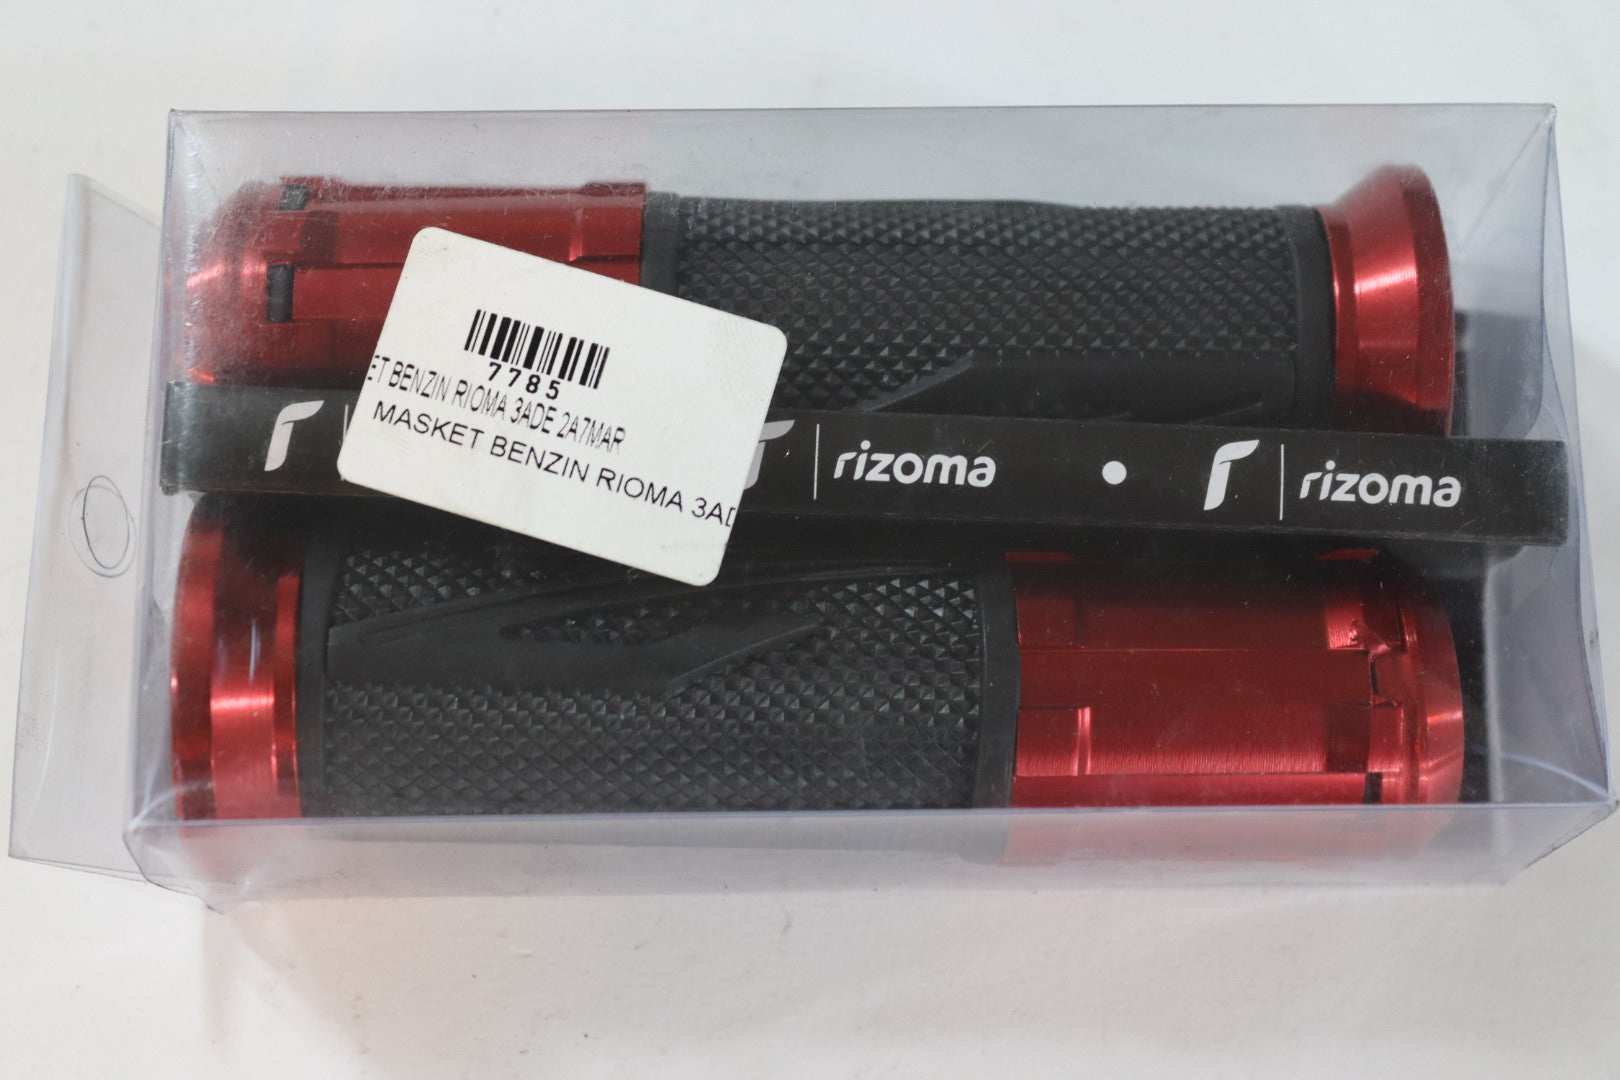 7785
ET BENZIN RIOMA 3ADE 2A7MAR
MASKET BENZIN RIOMA 3AD
rizoma
rizoma